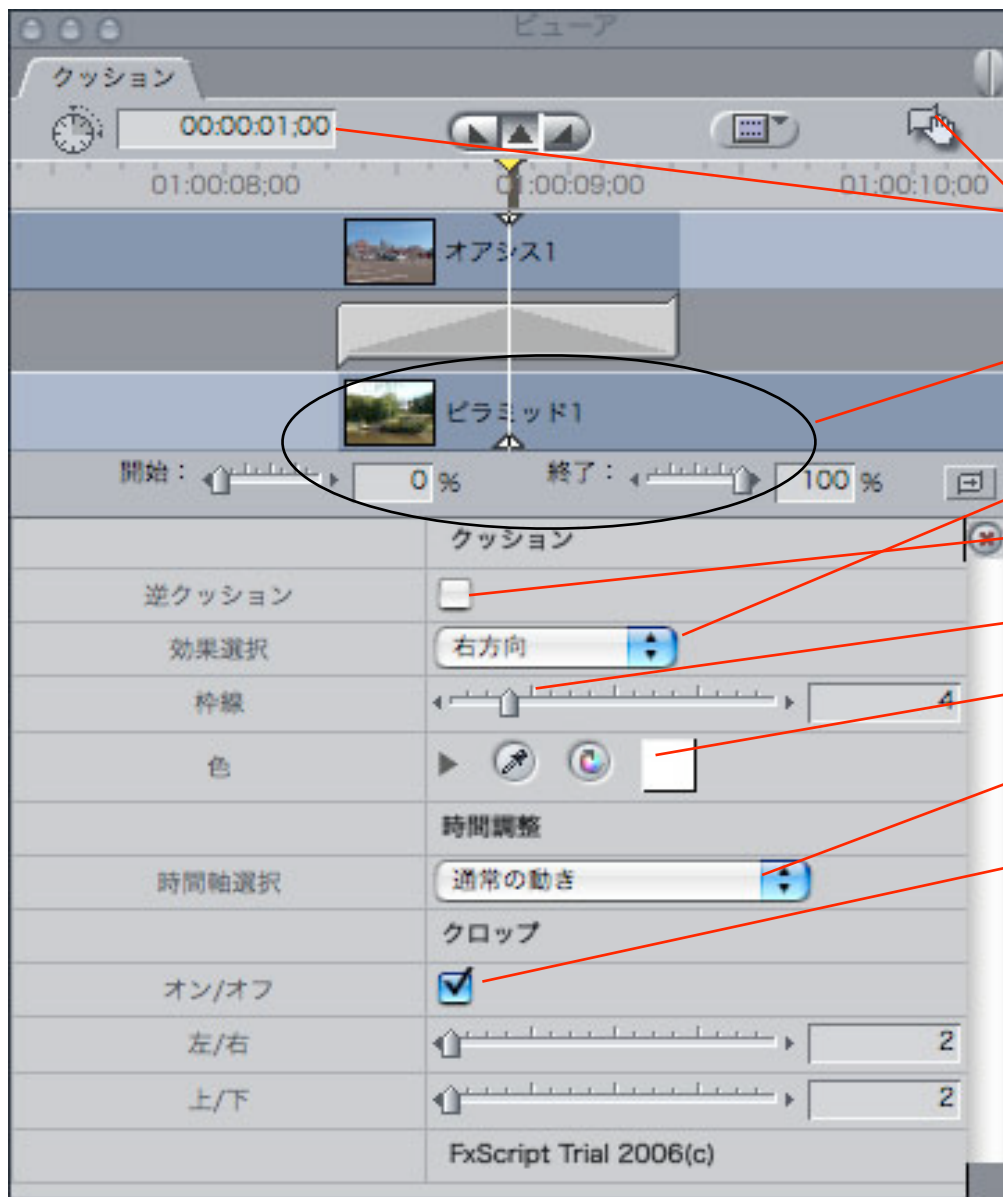 ビューア
クッション
00:00:01;00
01:00:08;00 01:00:09;00 01:00:10;00
オアシス1
ピラミッド1
開始： 0 % 終了： 100 %
クッション
逆クッション
効果選択 右方向
枠線 4
色
時間調整
時間軸選択 通常の動き
クロップ
オン/オフ
左/右 2
上/下 2
FxScript Trial 2006(c)